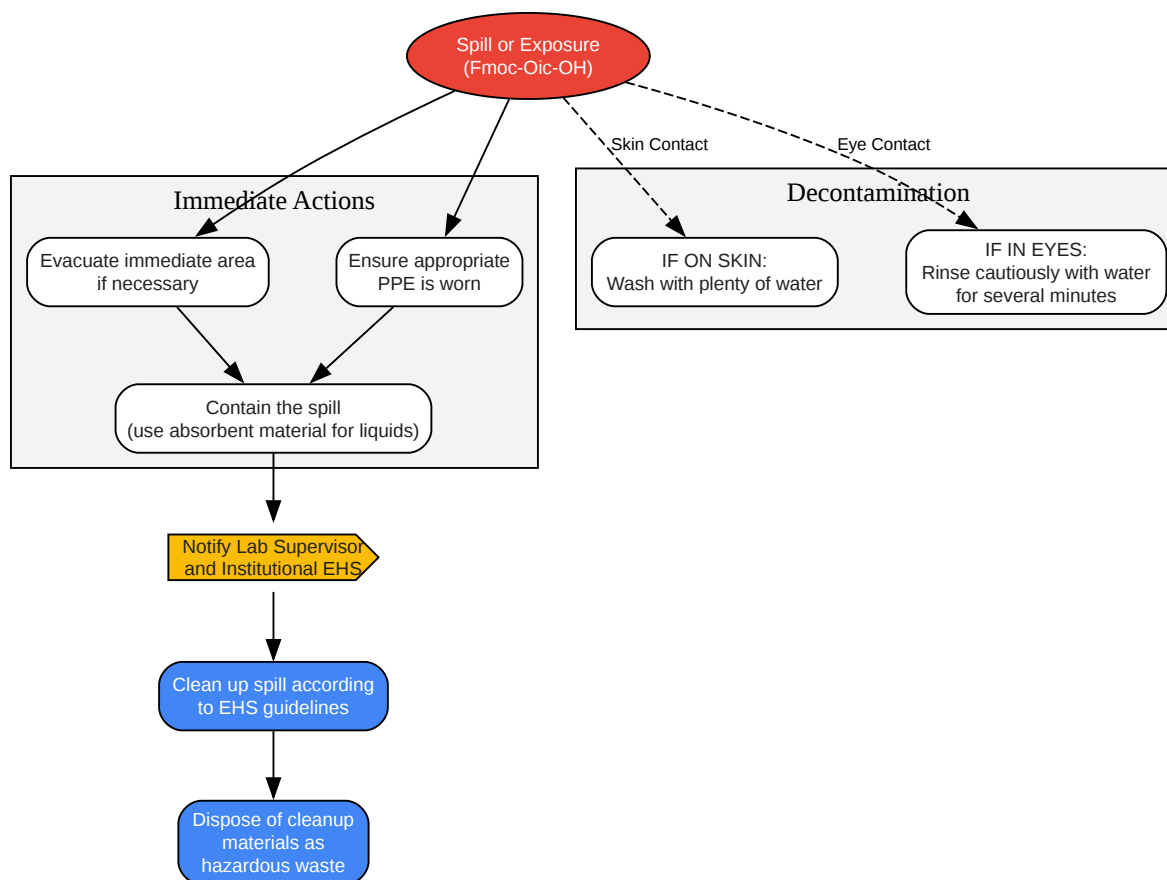 Spill or Exposure
(Fmoc-Oic-OH)
Skin Contact
Eye Contact
Immediate Actions
Decontamination
Evacuate immediate area
if necessary
Ensure appropriate
PPE is worn
IF ON SKIN:
Wash with plenty of water
IF IN EYES:
Rinse cautiously with water
for several minutes
Contain the spill
(use absorbent material for liquids)
Notify Lab Supervisor
and Institutional EHS
Clean up spill according
to EHS guidelines
Dispose of cleanup
materials as
hazardous waste